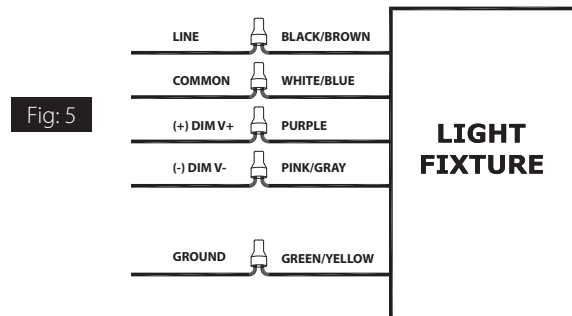 LINE BLACK/BROWN
COMMON WHITE/BLUE
Fig: 5
(+) DIM V+ PURPLE
(-) DIM V- PINK/GRAY
GROUND GREEN/YELLOW
LIGHT
FIXTURE